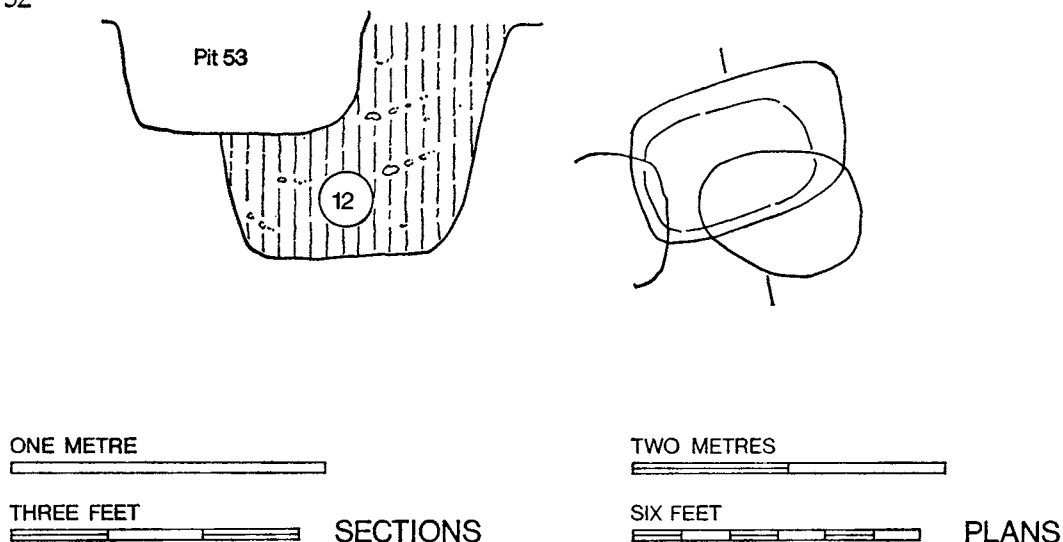 52
Pit 53
12
ONE METRE
TWO METRES
THREE FEET
SECTIONS
SIX FEET
PLANS